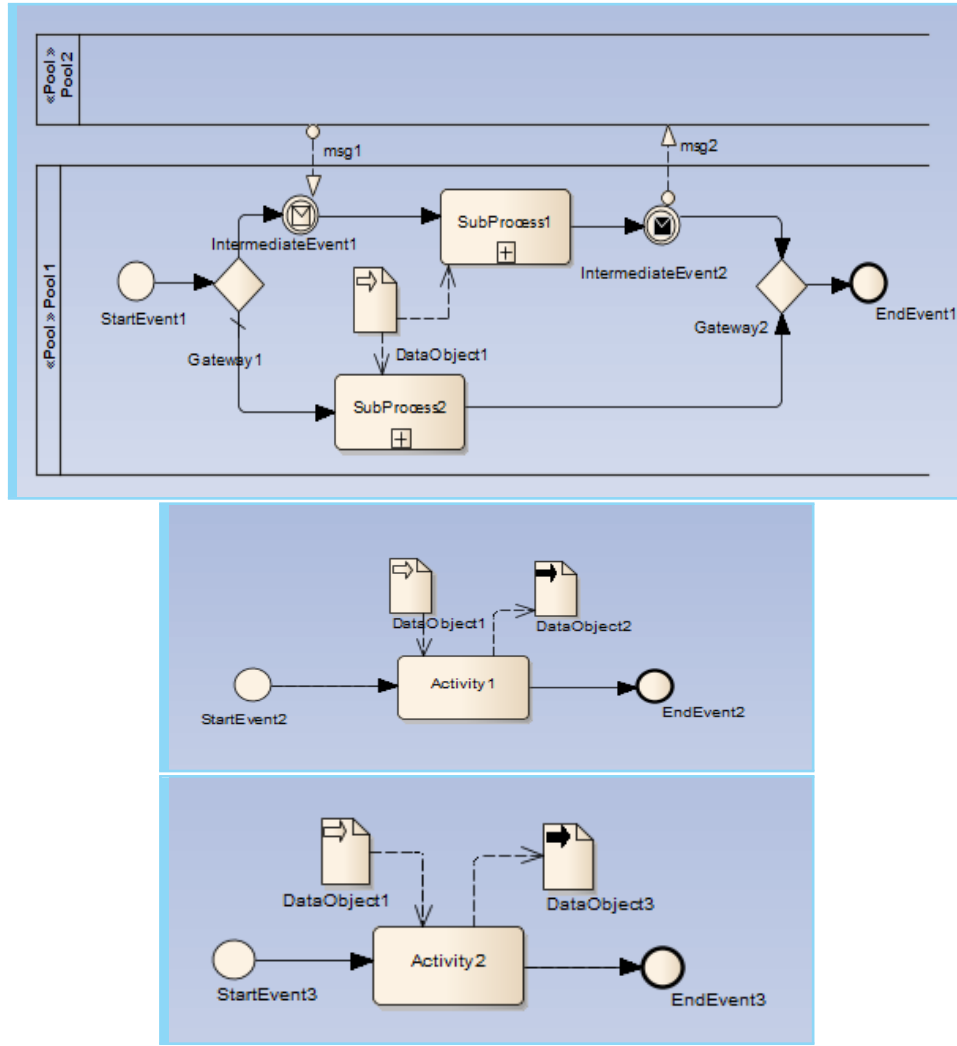 «Pool»
Pool2
msg1
msg2
«Pool» Pool1
SubProcess1
IntermediateEvent1
IntermediateEvent2
StartEvent1
EndEvent1
Gateway2
Gateway1
DataObject1
SubProcess2
DataObject1
DataObject2
Activity1
StartEvent2
EndEvent2
DataObject1
DataObject3
Activity2
StartEvent3
EndEvent3